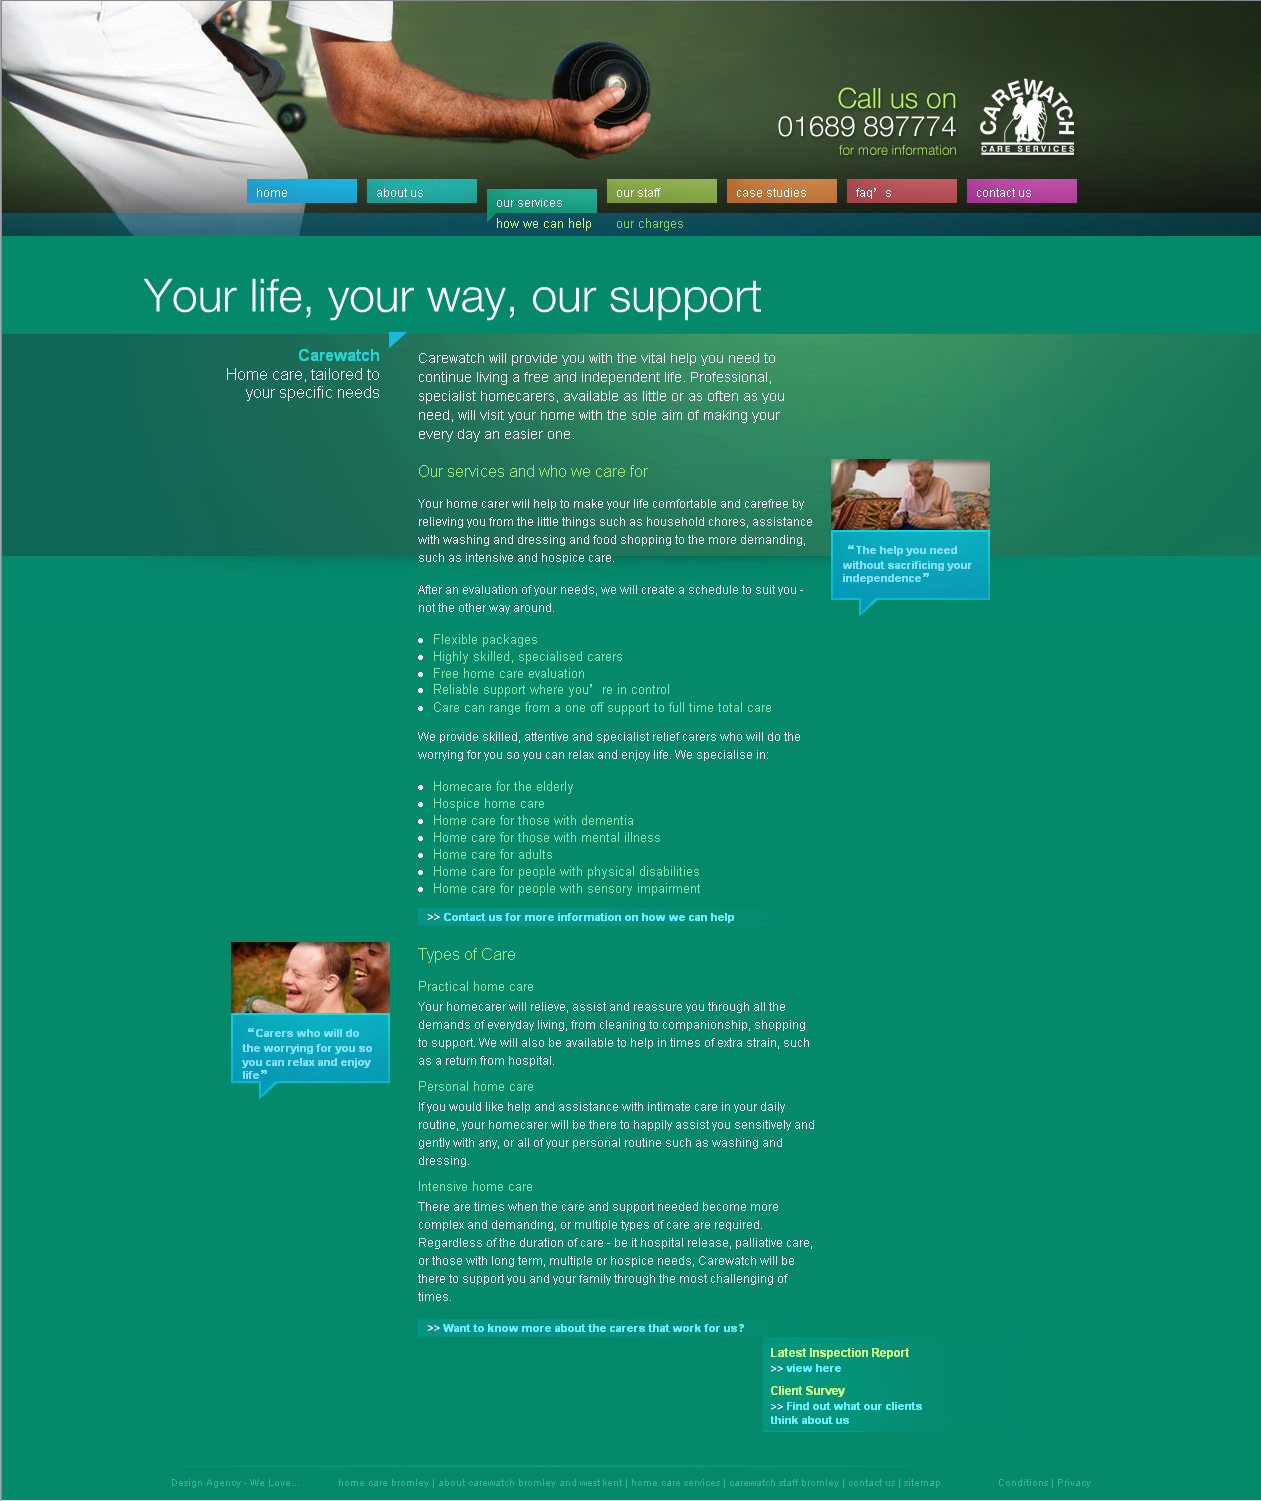 Call us on
01689 897774
for more information
CAREWATCH
CARE SERVICES
home
about us
our services
our staff
case studies
faq’s
contact us
how we can help
our charges
Your life, your way, our support
Carewatch
Home care, tailored to
your specific needs
Carewatch will provide you with the vital help you need to
continue living a free and independent life. Professional,
specialist homecarers, available as little or as often as you
need, will visit your home with the sole aim of making your
every day an easier one.
Our services and who we care for
Your home carer will help to make your life comfortable and carefree by
relieving you from the little things such as household chores, assistance
with washing and dressing and food shopping to the more demanding,
such as intensive and hospice care.
After an evaluation of your needs, we will create a schedule to suit you -
not the other way around.
“The help you need
without sacrificing your
independence”
Flexible packages
Highly skilled, specialised carers
Free home care evaluation
Reliable support where you’re in control
Care can range from a one off support to full time total care
We provide skilled, attentive and specialist relief carers who will do the
worrying for you so you can relax and enjoy life. We specialise in:
Homecare for the elderly
Hospice home care
Home care for those with dementia
Home care for those with mental illness
Home care for adults
Home care for people with physical disabilities
Home care for people with sensory impairment
>> Contact us for more information on how we can help
Types of Care
Practical home care
Your homecarer will relieve, assist and reassure you through all the
demands of everyday living, from cleaning to companionship, shopping
to support. We will also be available to help in times of extra strain, such
as a return from hospital.
“Carers who will do
the worrying for you so
you can relax and enjoy
life”
Personal home care
If you would like help and assistance with intimate care in your daily
routine, your homecarer will be there to happily assist you sensitively and
gently with any, or all of your personal routine such as washing and
dressing.
Intensive home care
There are times when the care and support needed become more
complex and demanding, or multiple types of care are required.
Regardless of the duration of care - be it hospital release, palliative care,
or those with long term, multiple or hospice needs, Carewatch will be
there to support you and your family through the most challenging of
times.
>> Want to know more about the carers that work for us?
Latest Inspection Report
>> view here
Client Survey
>> Find out what our clients
think about us
Design Agency - We Love...
home care bromley | about carewatch bromley and west kent | home care services | carewatch staff bromley | contact us | sitemap
Conditions | Privacy